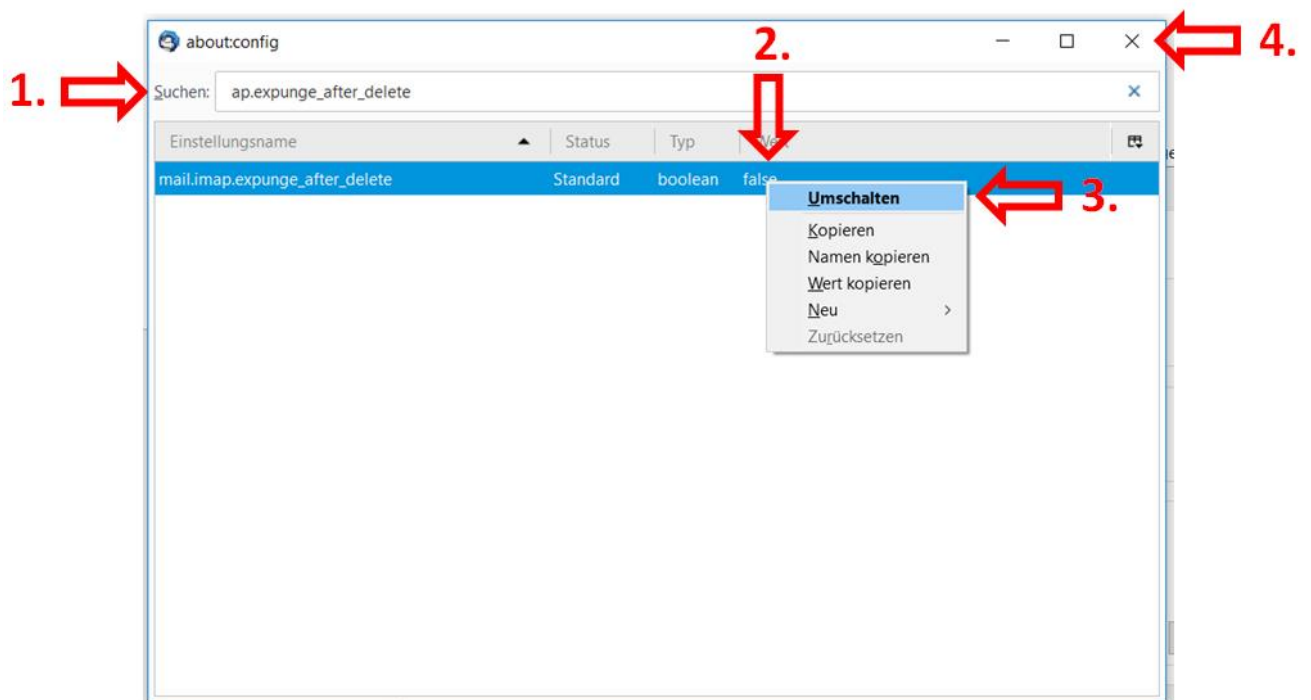 about:config
2.
4.
1.
Suchen: ap.expunge_after_delete
Einstellungsname Status Typ
mail.imap.expunge_after_delete Standard boolean false
Umschalten
3.
Kopieren
Namen kopieren
Wert kopieren
Neu
Zurücksetzen